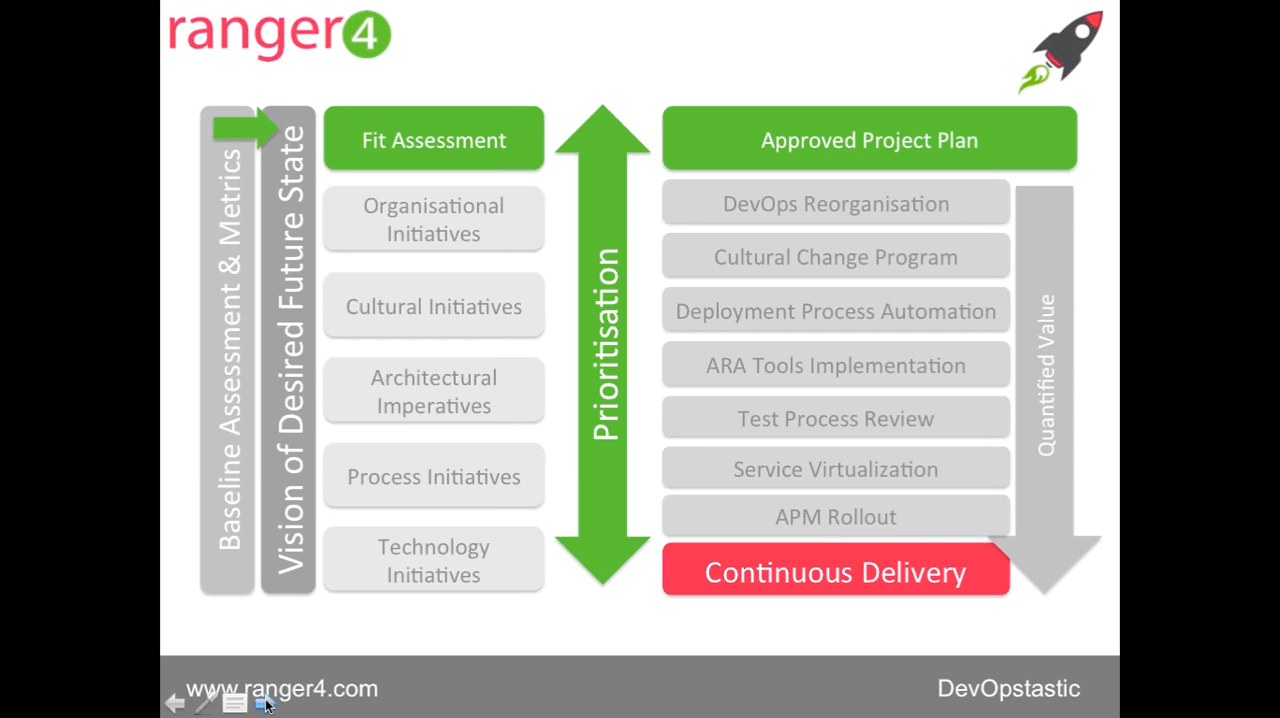 ranger4
Baseline Assessment & Metrics
Vision of Desired Future State
Fit Assessment
Organisational
Initiatives
Cultural Initiatives
Architectural
Imperatives
Process Initiatives
Technology
Initiatives
Prioritisation
Approved Project Plan
DevOps Reorganisation
Cultural Change Program
Deployment Process Automation
ARA Tools Implementation
Test Process Review
Service Virtualization
APM Rollout
Continuous Delivery
Quantified Value
www.ranger4.com
DevOpstastic